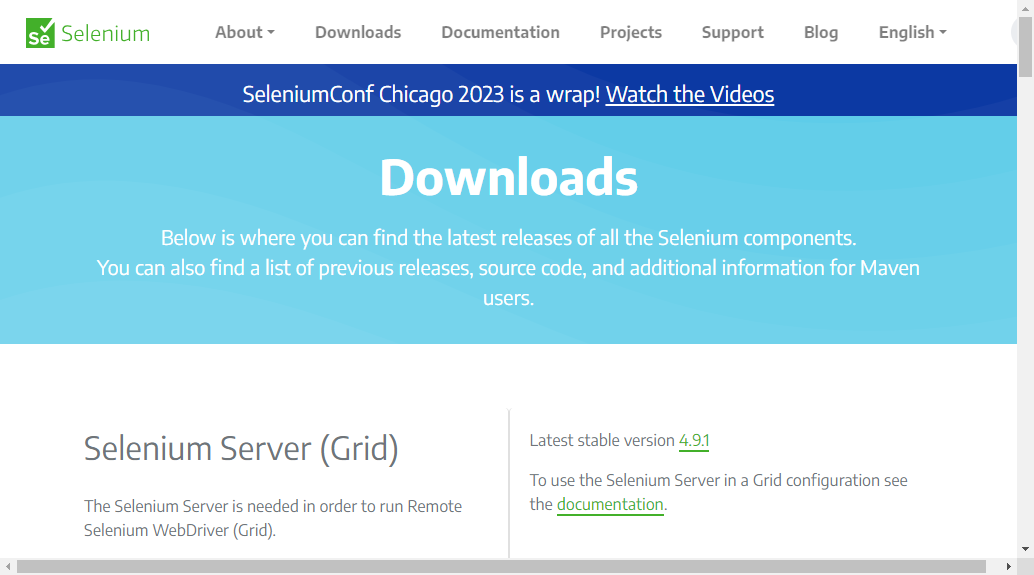 Se Selenium
About Downloads Documentation Projects Support Blog English
SeleniumConf Chicago 2023 is a wrap! Watch the Videos
Downloads
Below is where you can find the latest releases of all the Selenium components.
You can also find a list of previous releases, source code, and additional information for Maven
users.
Selenium Server (Grid)
The Selenium Server is needed in order to run Remote
Selenium WebDriver (Grid).
Latest stable version 4.9.1
To use the Selenium Server in a Grid configuration see
the documentation.